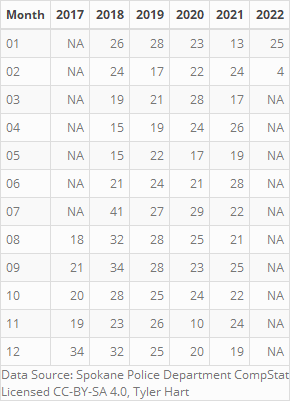 Month 2017 2018 2019 2020 2021 2022
01 NA 26 28 23 13 25
02 NA 24 17 22 24 4
03 NA 19 21 28 17 NA
04 NA 15 19 24 26 NA
05 NA 15 22 17 19 NA
06 NA 21 24 21 28 NA
07 NA 41 27 29 22 NA
08 18 32 28 25 21 NA
09 21 34 28 23 25 NA
10 20 28 25 24 22 NA
11 19 23 26 10 24 NA
12 34 32 25 20 19 NA
Data Source: Spokane Police Department CompStat
Licensed CC-BY-SA 4.0, Tyler Hart